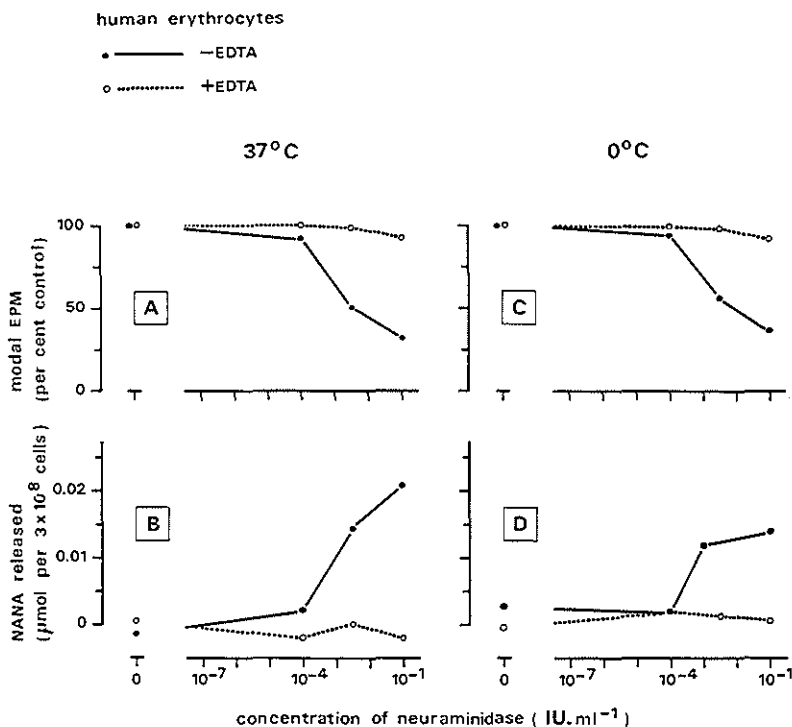 human erythrocytes
−EDTA
+EDTA
37°C
0°C
modal EPM
(per cent control)
100
50
0
A
C
NANA released
(μmol per 3 x 10⁸ cells)
0.02
0.01
0
B
D
0
10⁻⁷
10⁻⁴
10⁻¹
0
10⁻⁷
10⁻⁴
10⁻¹
concentration of neuraminidase ( IU.ml⁻¹)